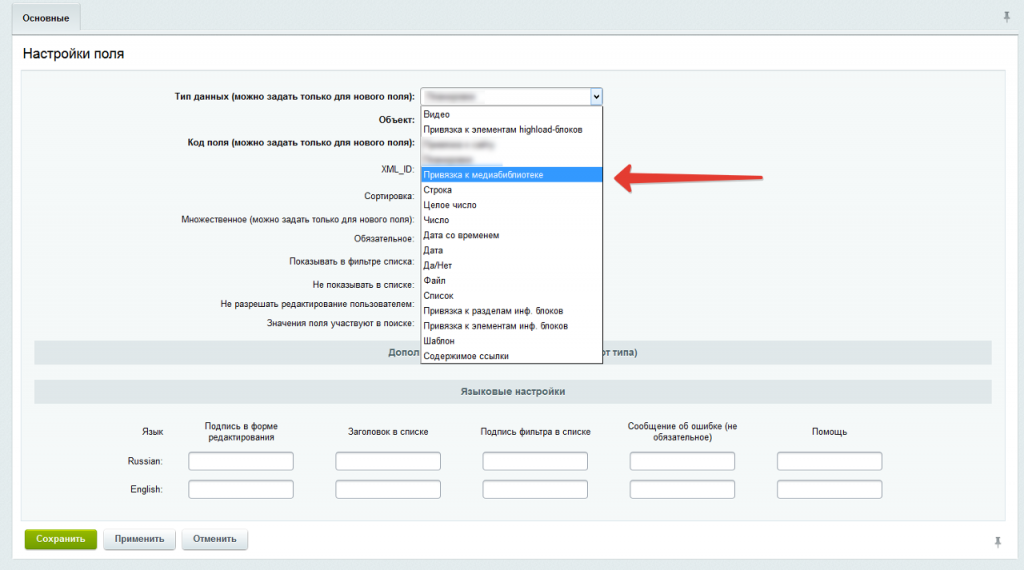 Основные
Настройки поля
Тип данных (можно задать только для нового поля):
Видео
Объект:
Привязка к элементам highload-блоков
Код поля (можно задать только для нового поля):
XML_ID:
Привязка к медиабиблиотеке
Сортировка:
Строка
Целое число
Множественное (можно задать только для нового поля):
Число
Обязательное:
Дата со временем
Дата
Показывать в фильтре списка:
Да/Нет
Не показывать в списке:
Файл
Список
Не разрешать редактирование пользователем:
Привязка к разделам инф. блоков
Значения поля участвуют в поиске:
Привязка к элементам инф. блоков
Шаблон
Содержимое ссылки
Допол
от типа)
Языковые настройки
Язык
Подпись в форме
редактирования
Заголовок в списке
Подпись фильтра в списке
Сообщение об ошибке (не
обязательное)
Помощь
Russian:
English:
Сохранить
Применить
Отменить